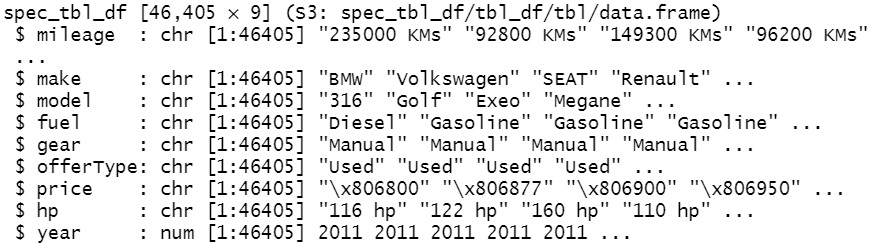 spec_tbl_df [46,405 × 9] (S3: spec_tbl_df/tbl_df/tbl/data.frame)
 $ mileage  : chr [1:46405] "235000 KMs" "92800 KMs" "149300 KMs" "96200 KMs"
 ...
 $ make     : chr [1:46405] "BMW" "Volkswagen" "SEAT" "Renault" ...
 $ model    : chr [1:46405] "316" "Golf" "Exeo" "Megane" ...
 $ fuel     : chr [1:46405] "Diesel" "Gasoline" "Gasoline" "Gasoline" ...
 $ gear     : chr [1:46405] "Manual" "Manual" "Manual" "Manual" ...
 $ offerType: chr [1:46405] "Used" "Used" "Used" "Used" ...
 $ price    : chr [1:46405] "\x806800" "\x806877" "\x806900" "\x806950" ...
 $ hp       : chr [1:46405] "116 hp" "122 hp" "160 hp" "110 hp" ...
 $ year     : num [1:46405] 2011 2011 2011 2011 2011 ...